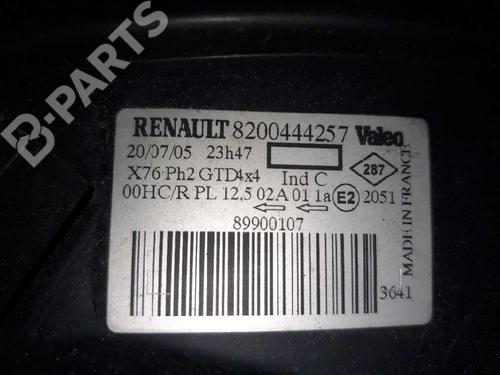 B-PARTS
RENAULT 8200444257 Valeo
20/07/05 23h47
287
X76 Ph2 GTD4x4 Ind C
00HC/R PL 12,5 02A 01 1a E2 2051
89900107
MADE IN FRANCE
3641